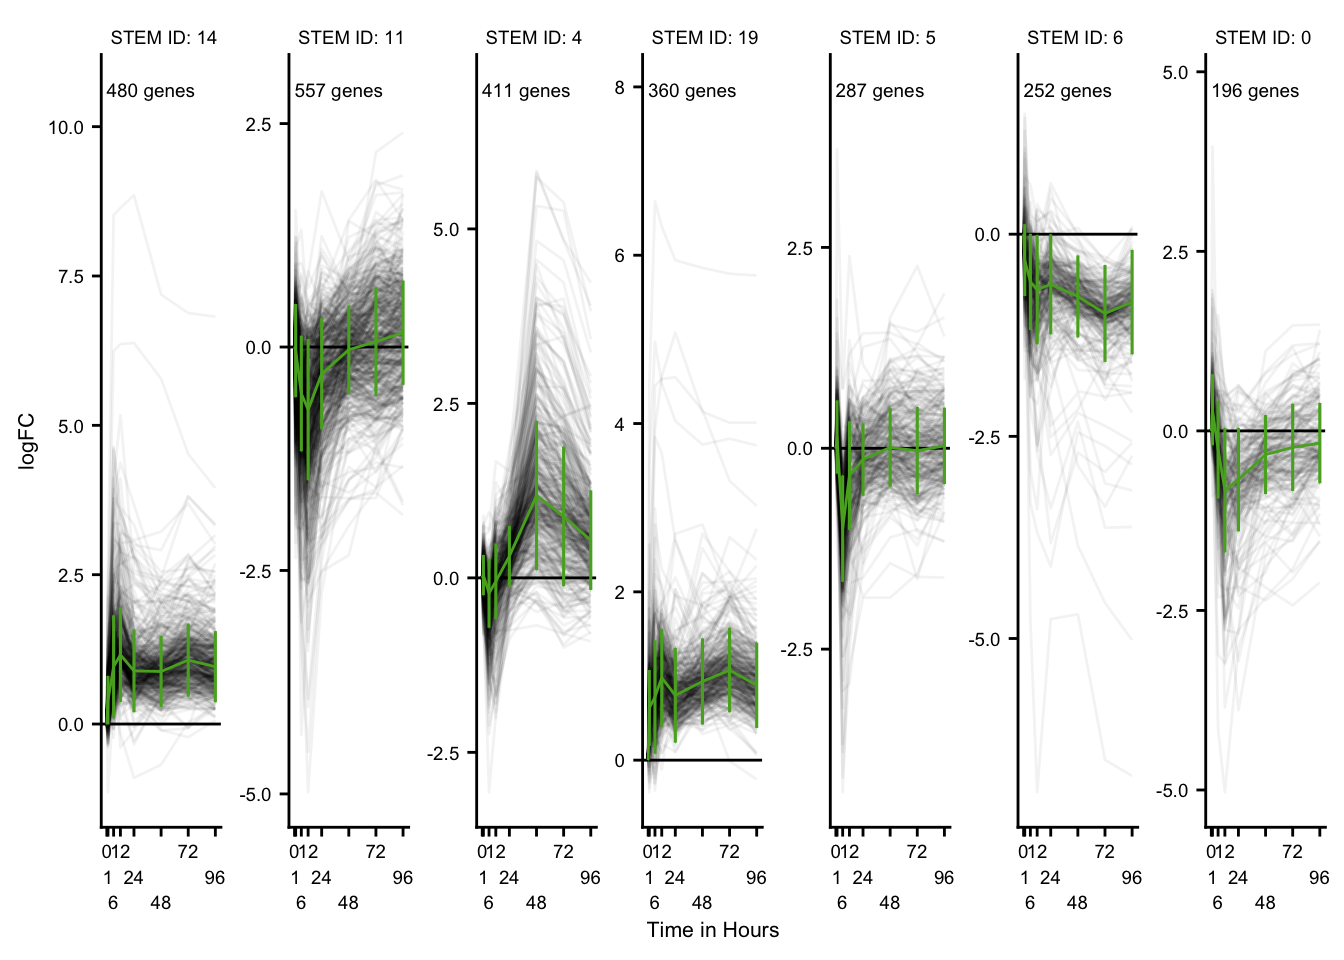 STEM ID: 14
STEM ID: 11
STEM ID: 4
STEM ID: 19
STEM ID: 5
STEM ID: 6
STEM ID: 0
480 genes
557 genes
411 genes
360 genes
287 genes
252 genes
196 genes
logFC
10.0
7.5
5.0
2.5
0.0
2.5
0.0
-2.5
-5.0
5.0
2.5
0.0
-2.5
8
6
4
2
0
2.5
0.0
-2.5
0.0
-2.5
-5.0
5.0
2.5
0.0
-2.5
-5.0
012 72
1 24 96
6 48
012 72
1 24 96
6 48
012 72
1 24 96
6 48
012 72
1 24 96
6 48
012 72
1 24 96
6 48
012 72
1 24 96
6 48
012 72
1 24 96
6 48
Time in Hours